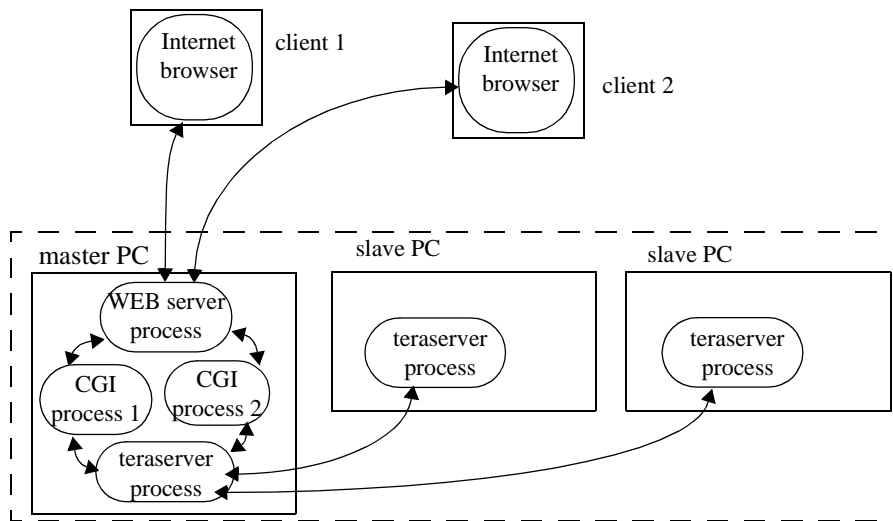 Internet
browser
client 1
Internet
browser
client 2
master PC
slave PC
slave PC
WEB server
process
CGI
process 1
CGI
process 2
teraserver
process
teraserver
process
teraserver
process